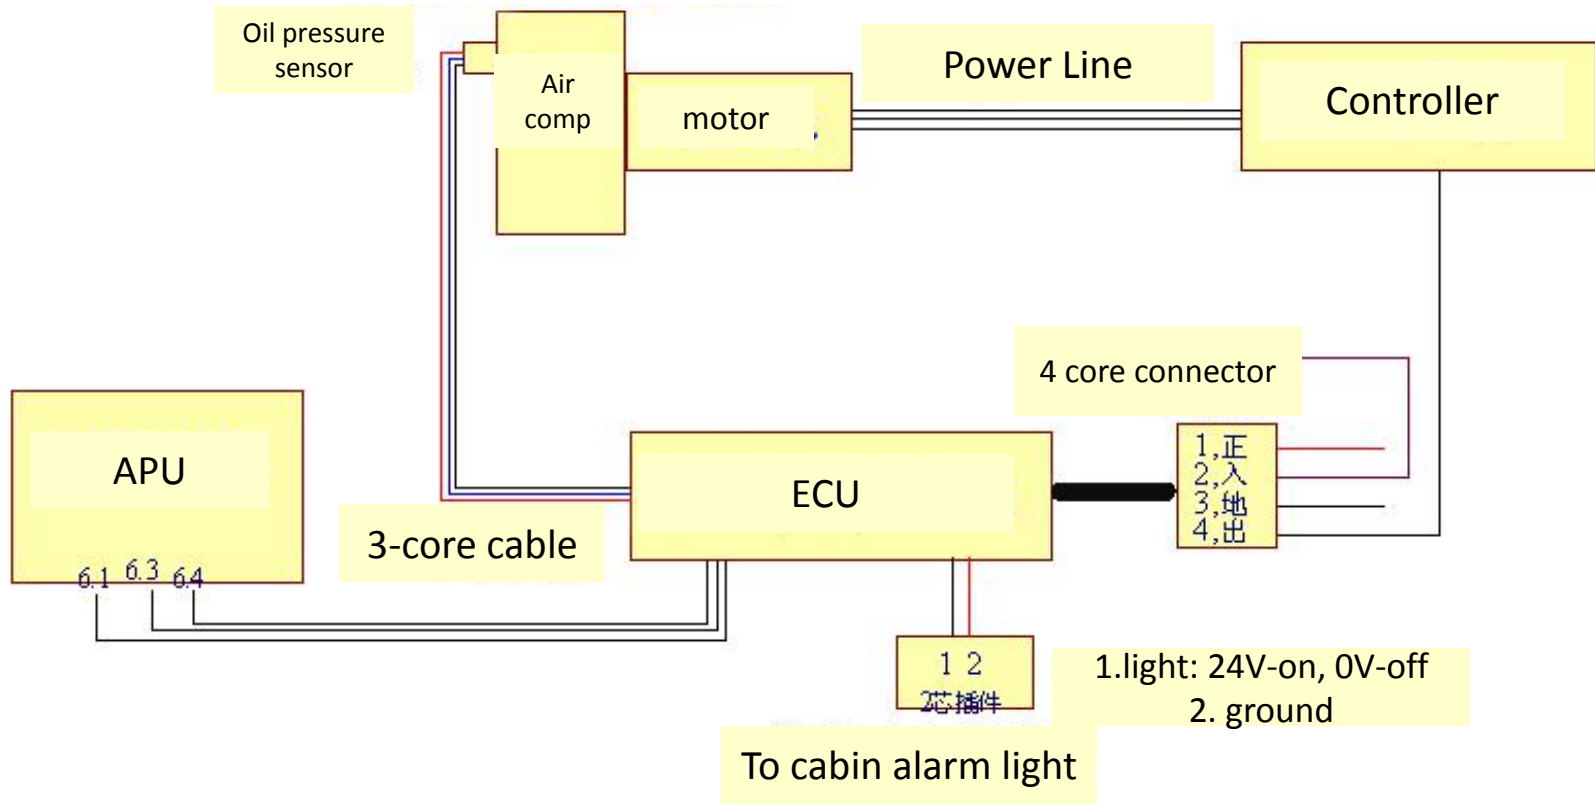 Oil pressure
sensor
Air
comp
motor
Power Line
Controller
4 core connector
1,正
2,入
3,地
4,出
APU
6.1 6.3 6.4
ECU
3-core cable
1 2
2芯插件
1.light: 24V-on, 0V-off
2. ground
To cabin alarm light